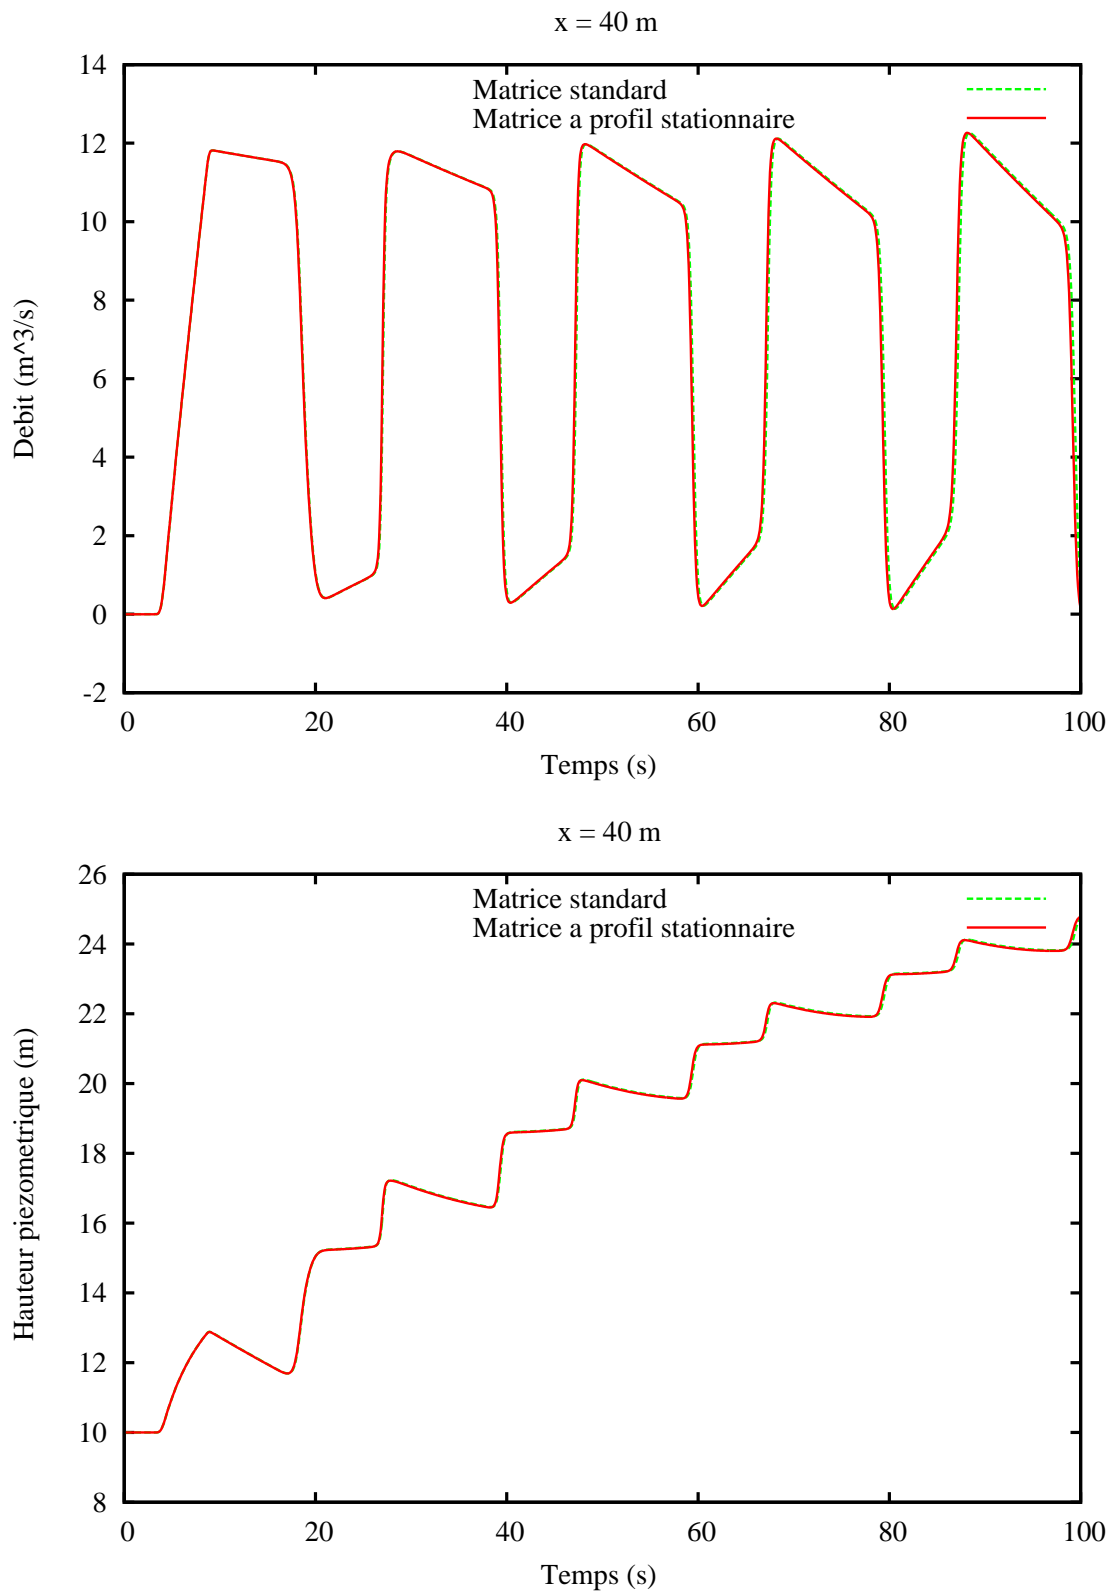 x = 40 m
14
12
10
8
6
4
2
0
-2
Debit (m^3/s)
Matrice standard
Matrice a profil stationnaire
0 20 40 60 80 100
Temps (s)
x = 40 m
26
24
22
20
18
16
14
12
10
8
Hauteur piezometrique (m)
Matrice standard
Matrice a profil stationnaire
0 20 40 60 80 100
Temps (s)